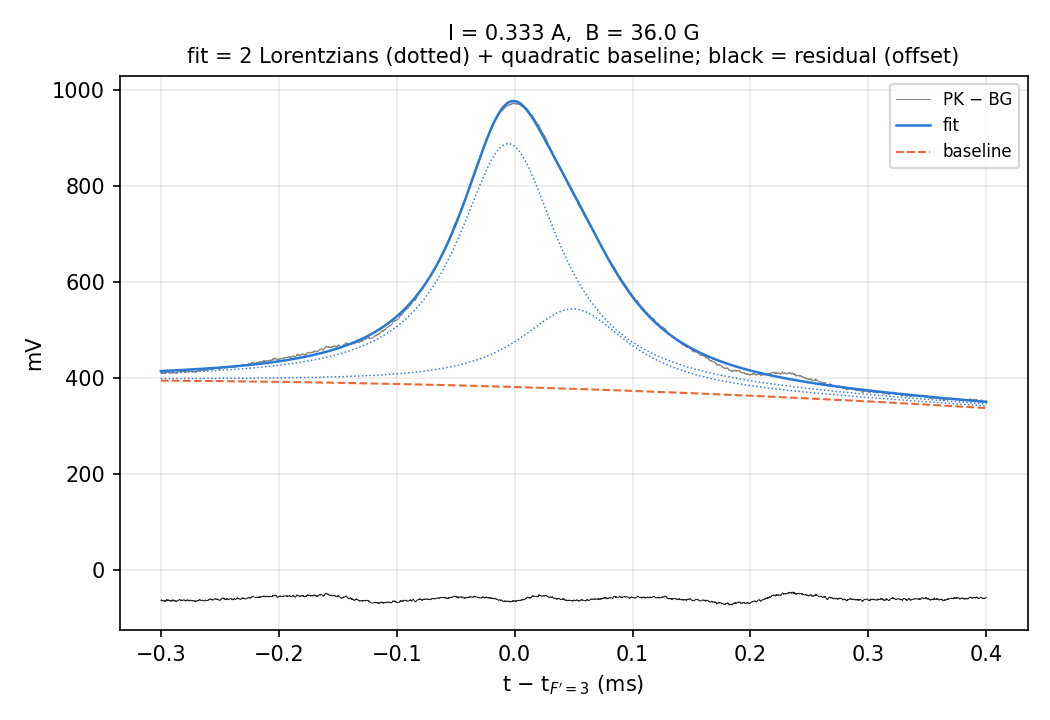 I = 0.333 A,  B = 36.0 G
fit = 2 Lorentzians (dotted) + quadratic baseline; black = residual (offset)
PK − BG
fit
baseline
1000
800
600
400
200
0
mV
−0.3 −0.2 −0.1 0.0 0.1 0.2 0.3 0.4
t − t_{F'=3} (ms)